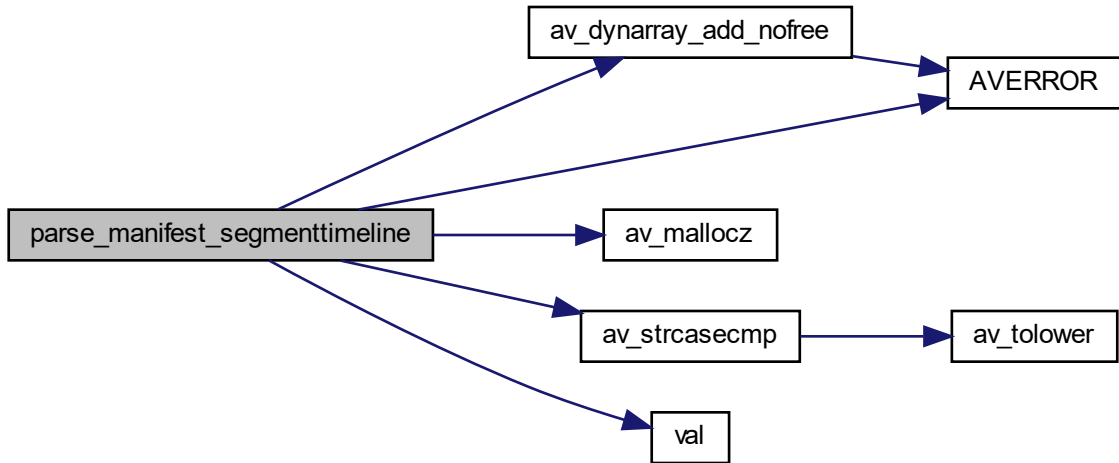 av_dynarray_add_nofree
AVERROR
parse_manifest_segmenttimeline
av_mallocz
av_strcasecmp
av_tolower
val